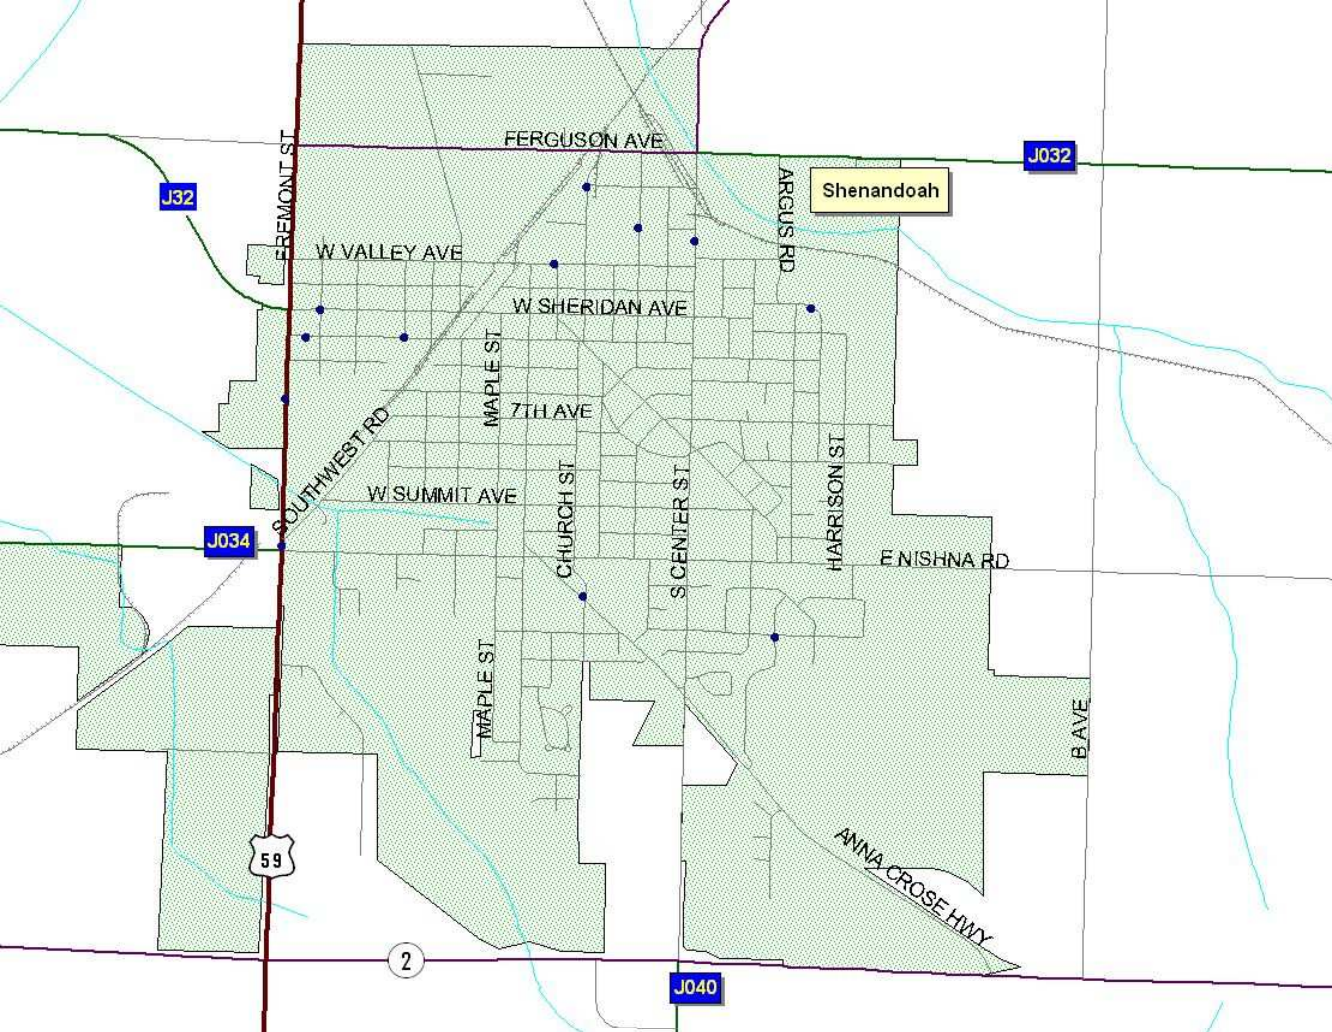 FERGUSON AVE
J032
FREMONT ST
ARGUS RD
Shenandoah
J32
W VALLEY AVE
W SHERIDAN AVE
MAPLE ST
7TH AVE
SOUTHWEST RD
W SUMMIT AVE
CHURCH ST
S CENTER ST
HARRISON ST
J034
E NISHNA RD
MAPLE ST
B AVE
59
ANNA CROSE HWY
2
J040